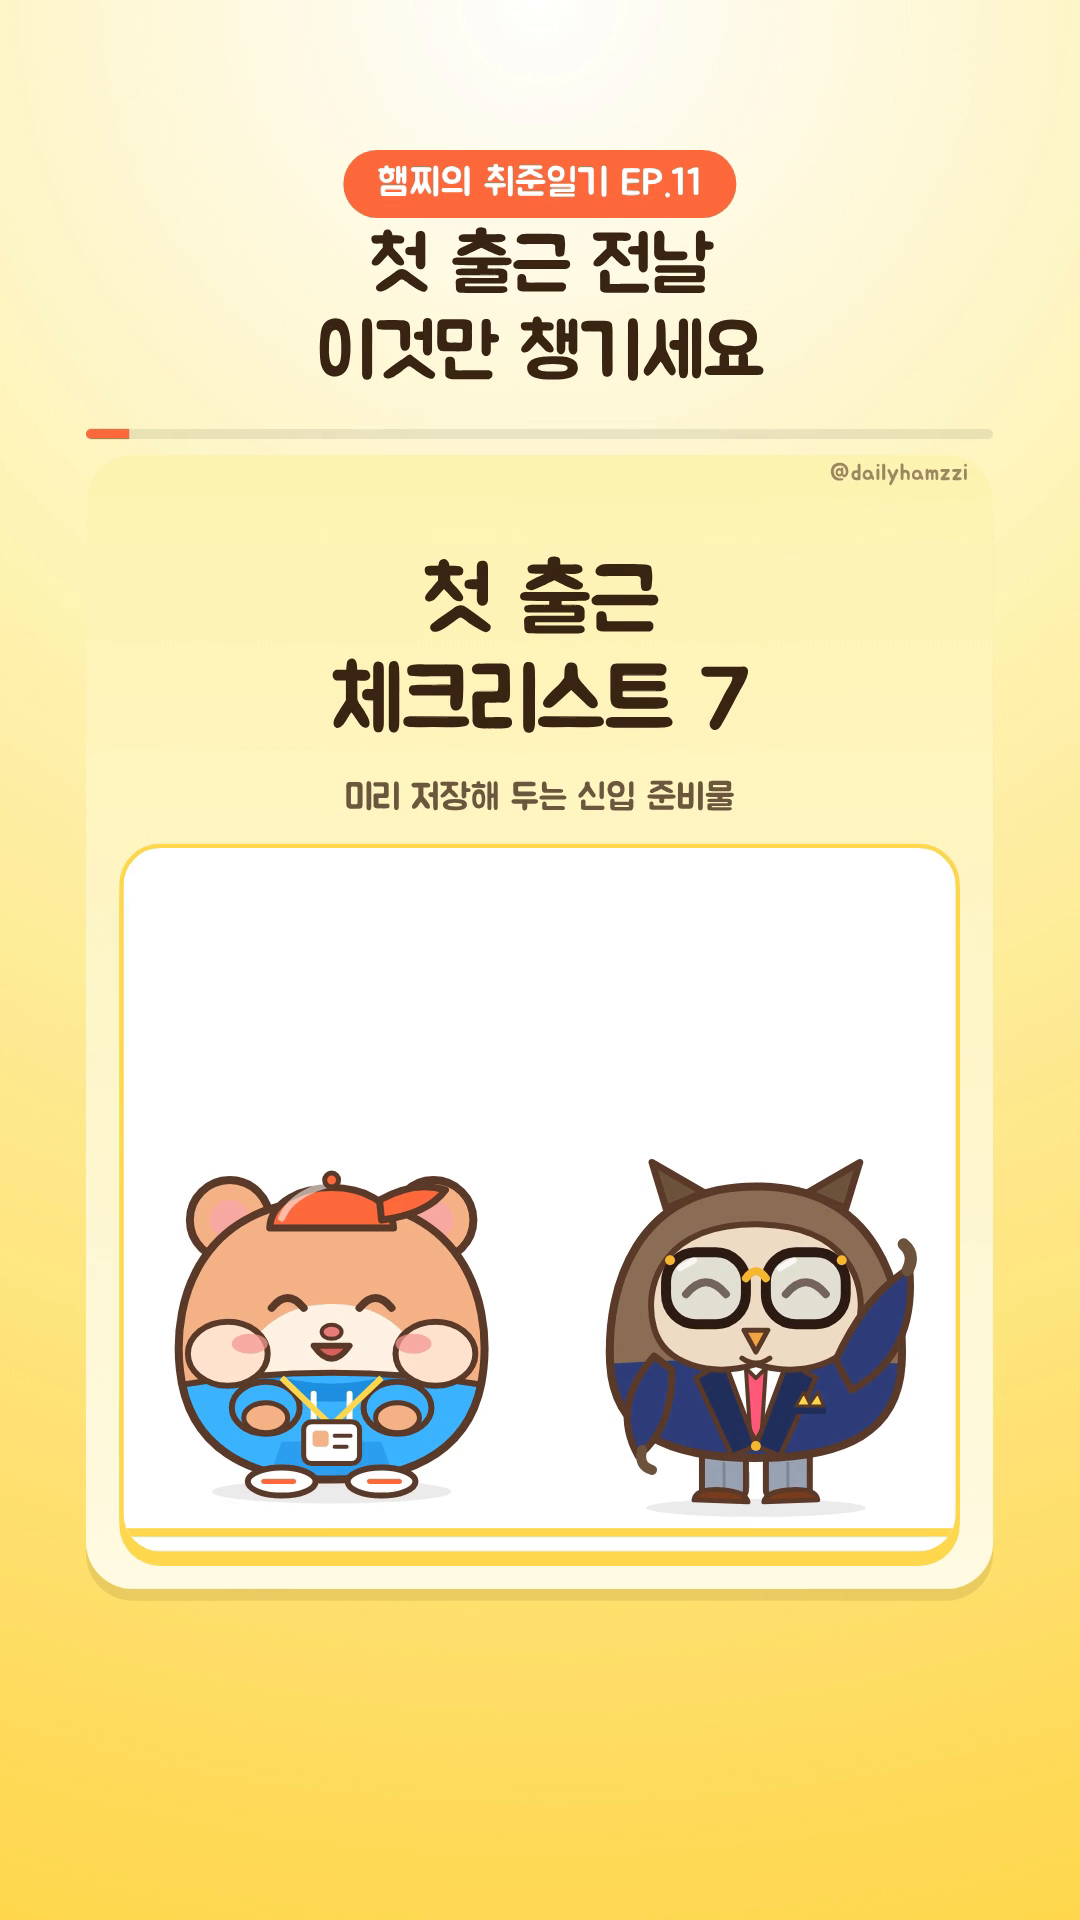 햄찌의 취준일기 EP.11
첫 출근 전날
이것만 챙기세요
@dailyhamzzi
첫 출근
체크리스트 7
미리 저장해 두는 신입 준비물